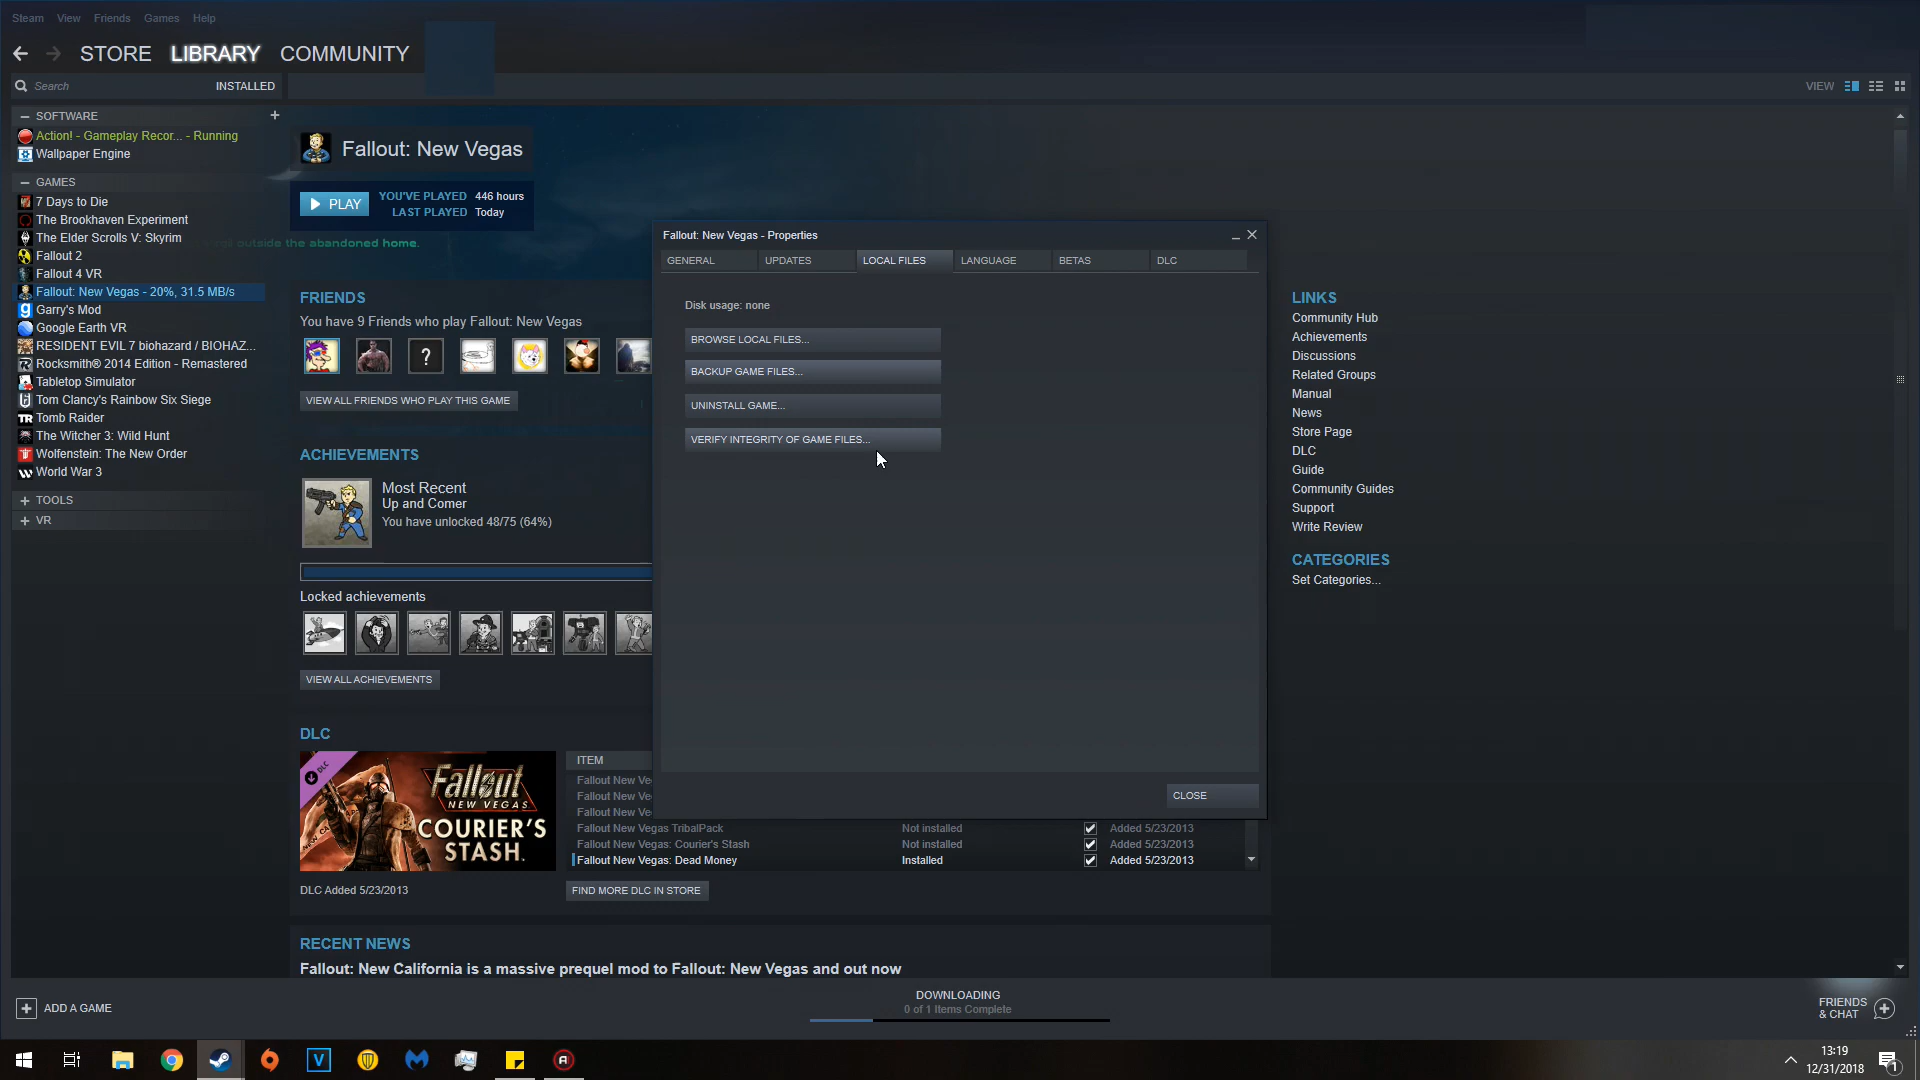 Steam View Friends Games Help
STORE LIBRARY COMMUNITY
Search INSTALLED
VIEW
SOFTWARE
Action! - Gameplay Recor... - Running
Wallpaper Engine
GAMES
7 Days to Die
The Brookhaven Experiment
The Elder Scrolls V: Skyrim
Fallout 2
Fallout 4 VR
Fallout: New Vegas - 20%, 31.5 MB/s
Garry's Mod
Google Earth VR
RESIDENT EVIL 7 biohazard / BIOHAZ...
Rocksmith® 2014 Edition - Remastered
Tabletop Simulator
Tom Clancy's Rainbow Six Siege
Tomb Raider
The Witcher 3: Wild Hunt
Wolfenstein: The New Order
World War 3
TOOLS
VR
Fallout: New Vegas
PLAY
YOU'VE PLAYED 446 hours
LAST PLAYED Today
outside the abandoned home.
FRIENDS
You have 9 Friends who play Fallout: New Vegas
?
VIEW ALL FRIENDS WHO PLAY THIS GAME
ACHIEVEMENTS
Most Recent
Up and Comer
You have unlocked 48/75 (64%)
Locked achievements
VIEW ALL ACHIEVEMENTS
DLC
DLC
Fallout
NEW VEGAS
COURIER'S
STASH.
DLC Added 5/23/2013
ITEM
Fallout New Ve
Fallout New Ve
Fallout New Ve
Fallout New Vegas TribalPack Not installed Added 5/23/2013
Fallout New Vegas: Courier's Stash Not installed Added 5/23/2013
Fallout New Vegas: Dead Money Installed Added 5/23/2013
FIND MORE DLC IN STORE
RECENT NEWS
Fallout: New California is a massive prequel mod to Fallout: New Vegas and out now
Fallout: New Vegas - Properties
GENERAL UPDATES LOCAL FILES LANGUAGE BETAS DLC
Disk usage: none
BROWSE LOCAL FILES...
BACKUP GAME FILES...
UNINSTALL GAME...
VERIFY INTEGRITY OF GAME FILES...
CLOSE
LINKS
Community Hub
Achievements
Discussions
Related Groups
Manual
News
Store Page
DLC
Guide
Community Guides
Support
Write Review
CATEGORIES
Set Categories...
ADD A GAME
DOWNLOADING
0 of 1 Items Complete
FRIENDS
& CHAT
13:19
12/31/2018
1